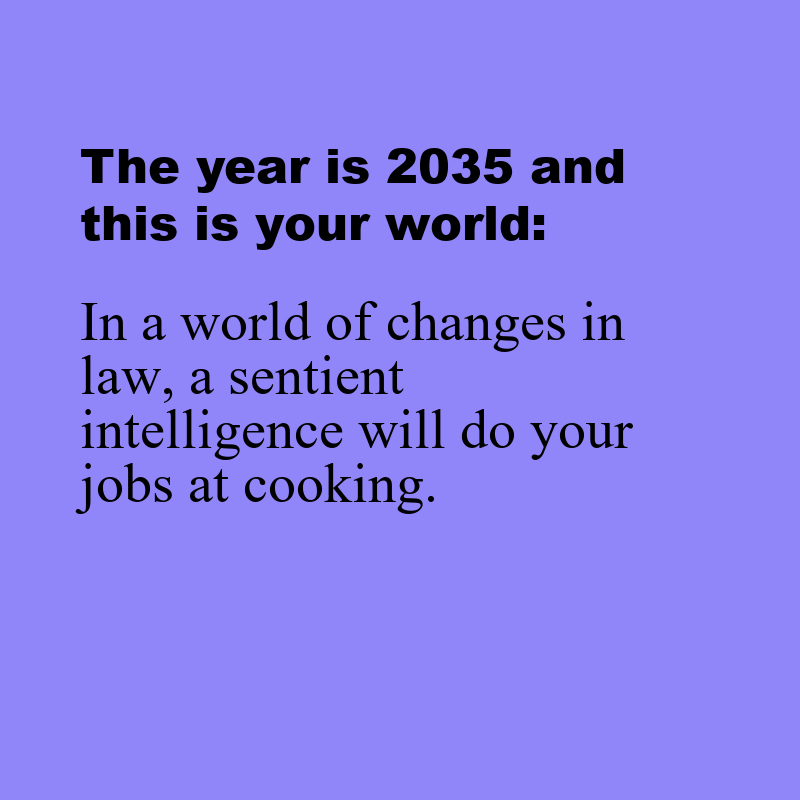 The year is 2035 and
this is your world:
In a world of changes in
law, a sentient
intelligence will do your
jobs at cooking.